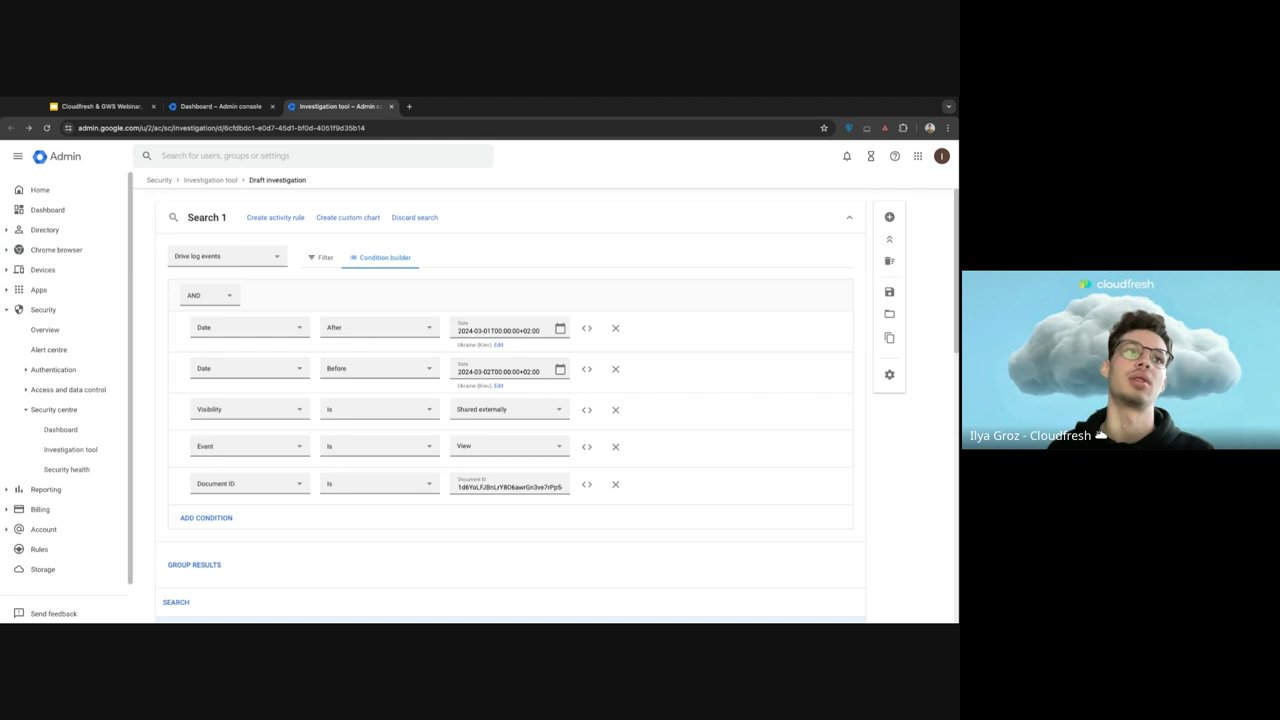 Cloudfresh & GWS Webinar,
Dashboard – Admin console
Investigation tool – Admin co
admin.google.com/u/2/ac/sc/investigation/d/6cfdbdc1-e0d7-45d1-bf0d-4051f9d35b14
Admin
Search for users, groups or settings
I
Security > Investigation tool > Draft investigation
Home
Dashboard
Directory
Chrome browser
Devices
Apps
Security
Overview
Alert centre
Authentication
Access and data control
Security centre
Dashboard
Investigation tool
Security health
Reporting
Billing
Account
Rules
Storage
Send feedback
Search 1 Create activity rule Create custom chart Discard search
Drive log events Filter Condition builder
AND
Date After Date 2024-03-01T00:00:00+02:00
Ukraine (Kiev). Edit
Date Before Date 2024-03-02T00:00:00+02:00
Ukraine (Kiev). Edit
Visibility Is Shared externally
Event Is View
Document ID Is Document ID
ADD CONDITION
GROUP RESULTS
SEARCH
cloudfresh
Ilya Groz - Cloudfresh